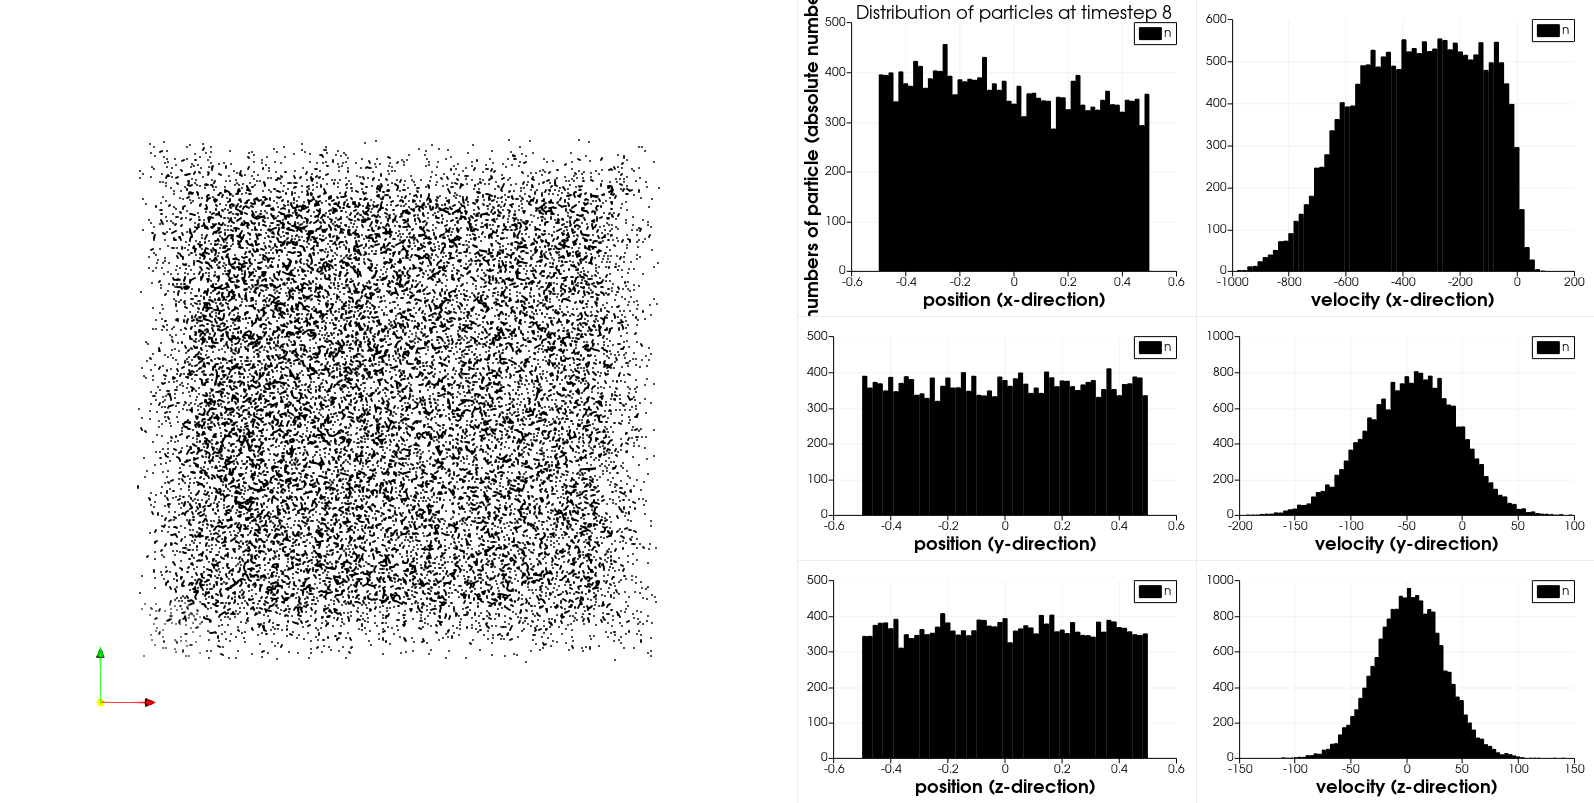 Distribution of particles at timestep 8
numbers of particle (absolute
500
400
300
200
100
0
-0.6 -0.4 -0.2 0 0.2 0.4 0.6
position (x-direction)
n
600
500
400
300
200
100
0
-1000 -800 -600 -400 -200 0 200
velocity (x-direction)
n
500
400
300
200
100
0
-0.6 -0.4 -0.2 0 0.2 0.4 0.6
position (y-direction)
n
1000
800
600
400
200
0
-200 -150 -100 -50 0 50 100
velocity (y-direction)
n
500
400
300
200
100
0
-0.6 -0.4 -0.2 0 0.2 0.4 0.6
position (z-direction)
n
1000
800
600
400
200
0
-150 -100 -50 0 50 100 150
velocity (z-direction)
n